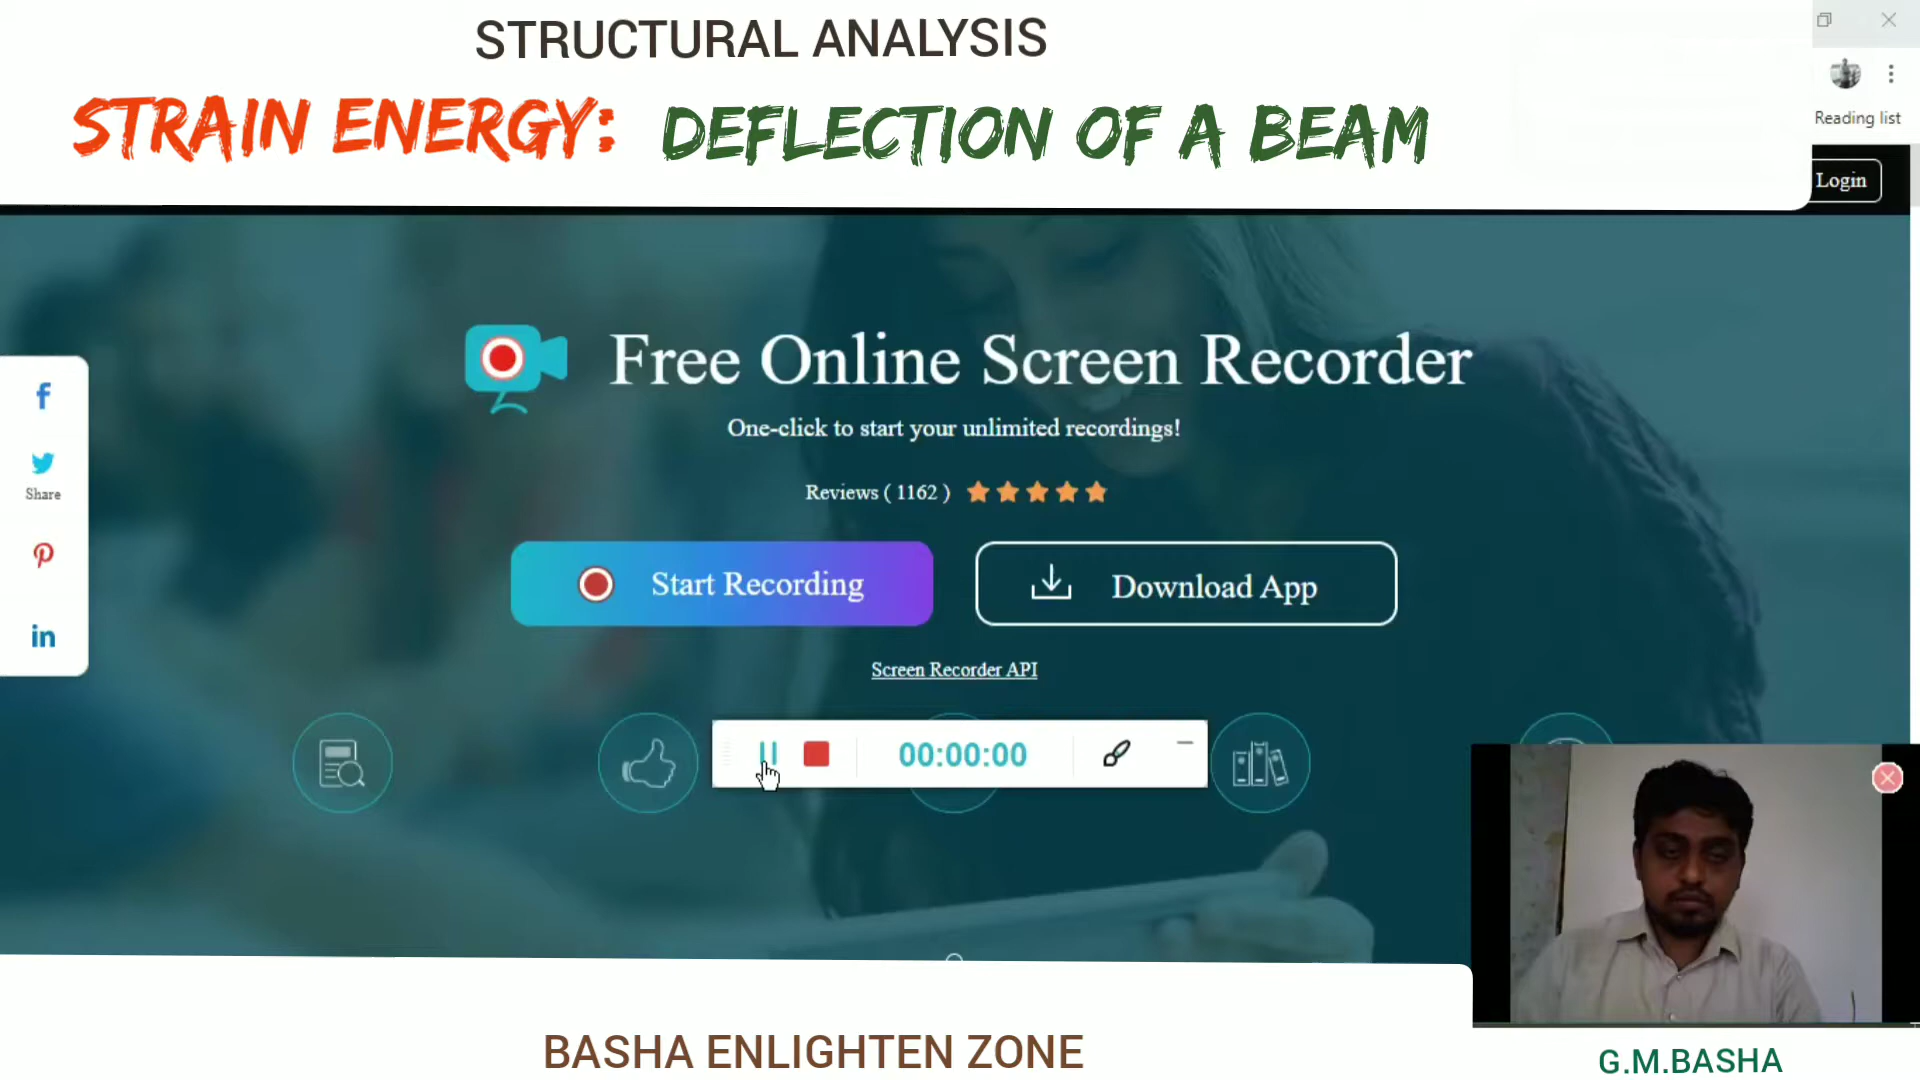 STRUCTURAL ANALYSIS
STRAIN ENERGY: DEFLECTION OF A BEAM
Reading list
Login
Free Online Screen Recorder
One-click to start your unlimited recordings!
Reviews ( 1162 )
Share
Start Recording
Download App
Screen Recorder API
00:00:00
BASHA ENLIGHTEN ZONE
G.M.BASHA